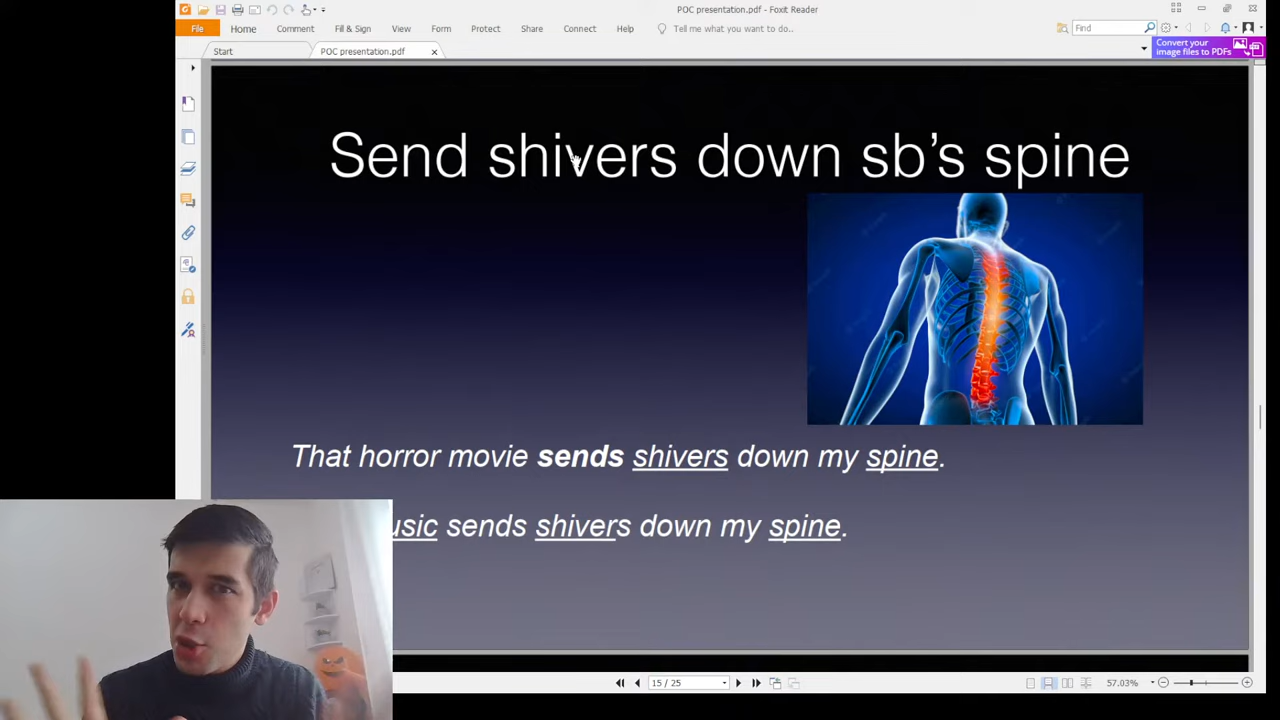 POC presentation.pdf - Foxit Reader
File Home Comment Fill & Sign View Form Protect Share Connect Help Tell me what you want to do.. Find
Convert your
image files to PDFs
Start POC presentation.pdf
Send shivers down sb's spine
That horror movie sends shivers down my spine.
usic sends shivers down my spine.
15 / 25 57.03%